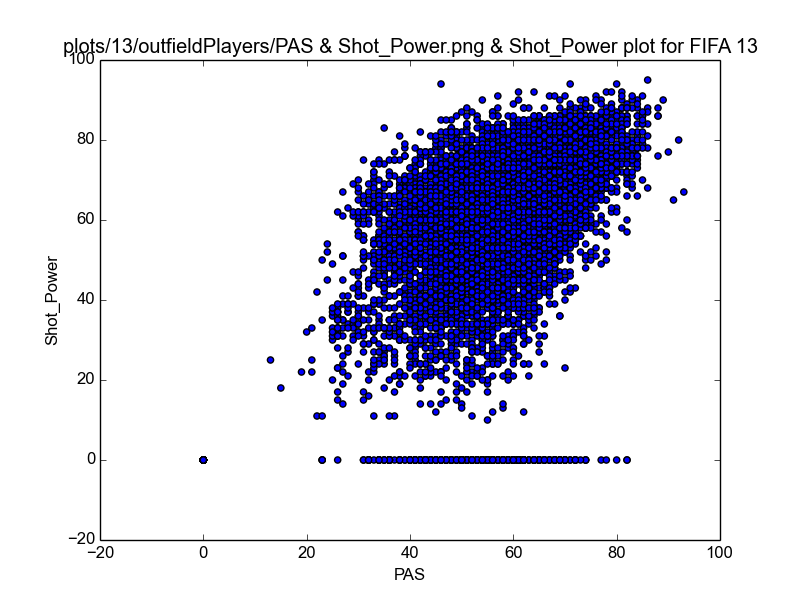 plots/13/outfieldPlayers/PAS & Shot_Power.png & Shot_Power plot for FIFA 13
100
80
60
40
20
0
−20
Shot_Power
−20 0 20 40 60 80 100
PAS